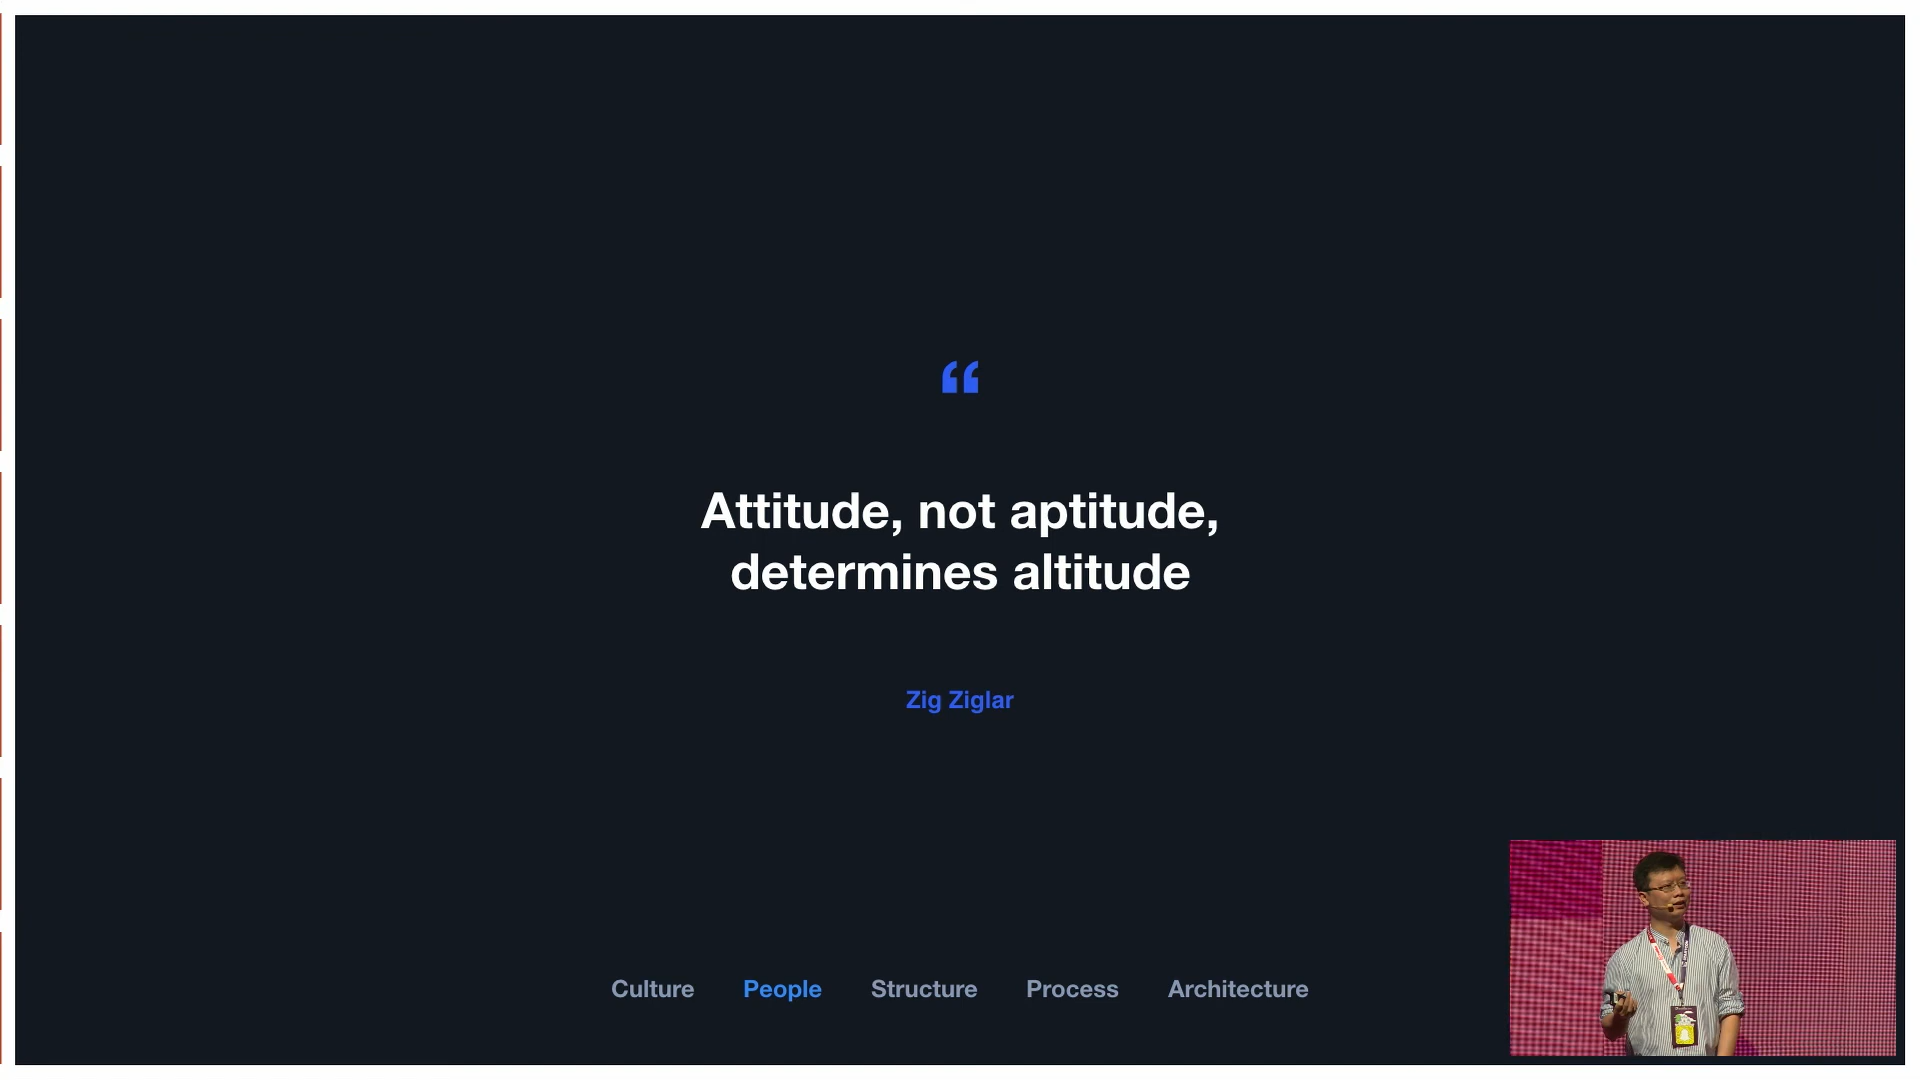 “
Attitude, not aptitude,
determines altitude
Zig Ziglar
Culture People Structure Process Architecture